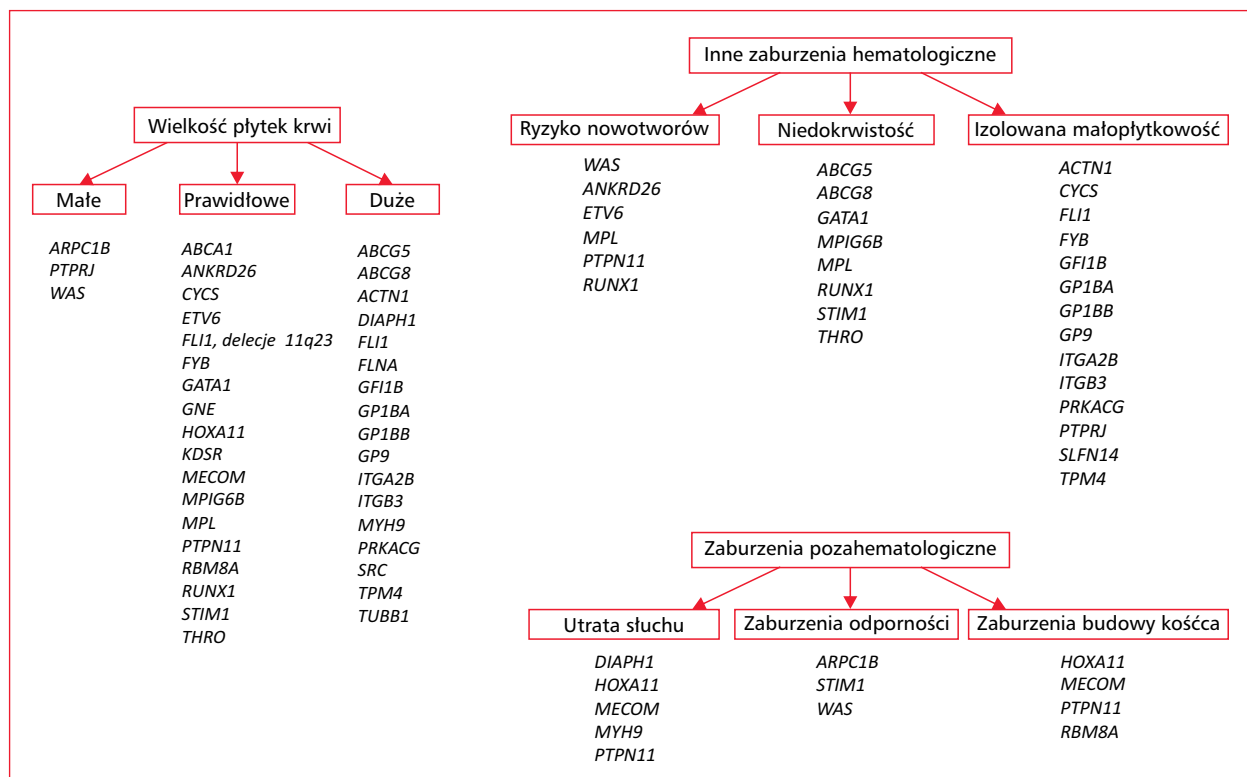 Wielkość płytek krwi
Małe
ARPC1B
PTPRJ
WAS
Prawidłowe
ABCA1
ANKRD26
CYCS
ETV6
FLI1, delecje 11q23
FYB
GATA1
GNE
HOXA11
KDSR
MECOM
MPIG6B
MPL
PTPN11
RBM8A
RUNX1
STIM1
THRO
Duże
ABCG5
ABCG8
ACTN1
DIAPH1
FLI1
FLNA
GFI1B
GP1BA
GP1BB
GP9
ITGA2B
ITGB3
MYH9
PRKACG
SRC
TPM4
TUBB1
Inne zaburzenia hematologiczne
Ryzyko nowotworów
WAS
ANKRD26
ETV6
MPL
PTPN11
RUNX1
Niedokrwistość
ABCG5
ABCG8
GATA1
MPIG6B
MPL
RUNX1
STIM1
THRO
Izolowana małopłytkowość
ACTN1
CYCS
FLI1
FYB
GFI1B
GP1BA
GP1BB
GP9
ITGA2B
ITGB3
PRKACG
PTPRJ
SLFN14
TPM4
Zaburzenia pozahematologiczne
Utrata słuchu
DIAPH1
HOXA11
MECOM
MYH9
PTPN11
Zaburzenia odporności
ARPC1B
STIM1
WAS
Zaburzenia budowy kośćca
HOXA11
MECOM
PTPN11
RBM8A